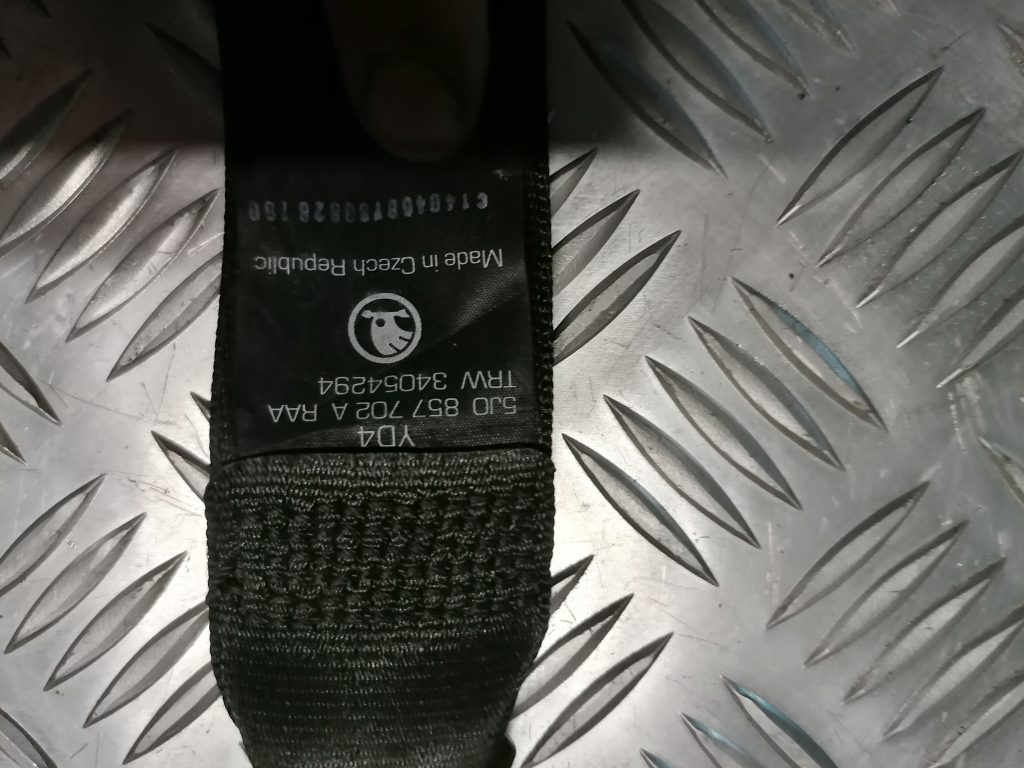 YD4
5J0 857 702 A RAA
TRW 34054294
Made in Czech Republic